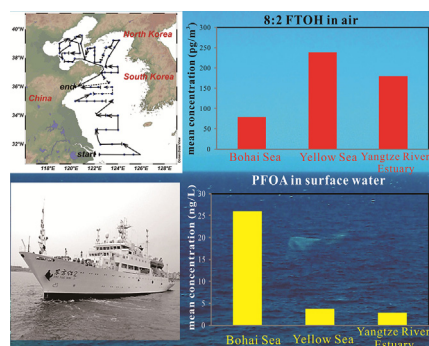 40°N
38°N
36°N
34°N
32°N
North Korea
South Korea
China
end
start
118°E 120°E 122°E 124°E 126°E 128°E
8:2 FTOH in air
mean concentration (pg/m³)
300
250
200
150
100
50
0
Bohai Sea Yellow Sea Yangtze River
Estuary
PFOA in surface water
mean concentration (ng/L)
30
25
20
15
10
5
0
Bohai Sea Yellow Sea Yangtze River
Estuary